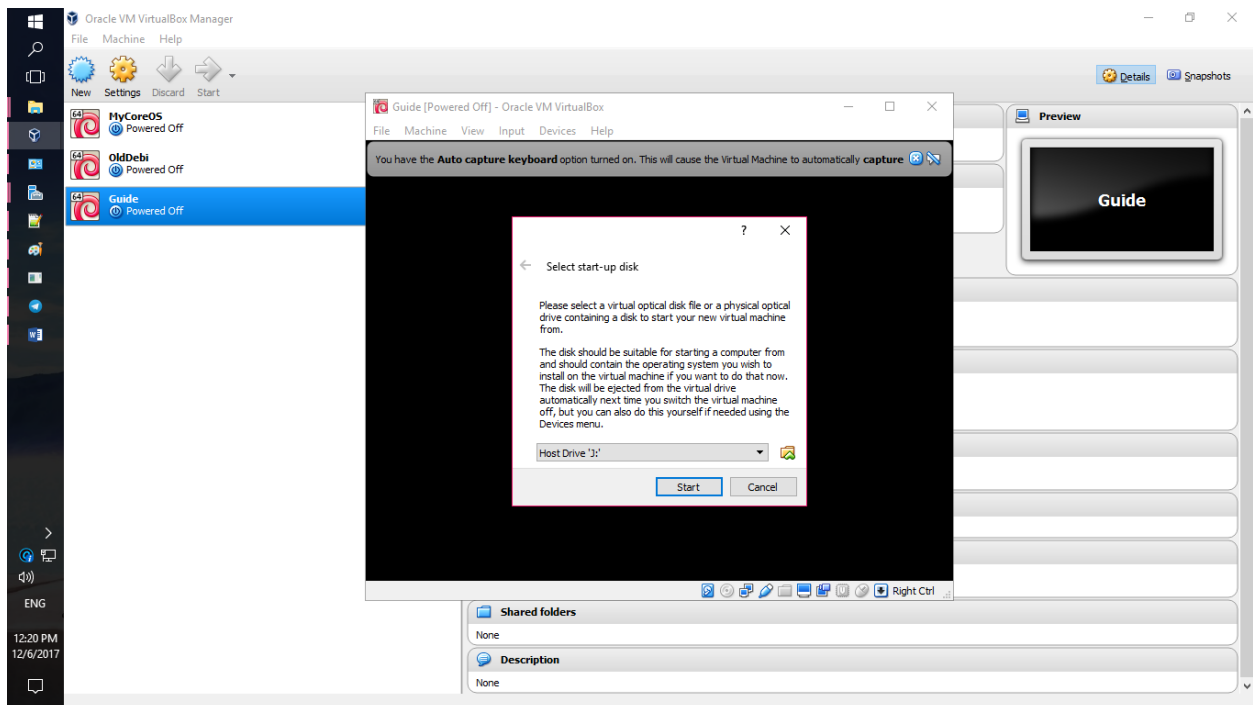 Oracle VM VirtualBox Manager
File Machine Help
New Settings Discard Start
Details Snapshots
64 MyCoreOS
Powered Off
64 OldDebi
Powered Off
64 Guide
Powered Off
Guide [Powered Off] - Oracle VM VirtualBox
File Machine View Input Devices Help
You have the Auto capture keyboard option turned on. This will cause the Virtual Machine to automatically capture
?
Select start-up disk
Please select a virtual optical disk file or a physical optical
drive containing a disk to start your new virtual machine
from.
The disk should be suitable for starting a computer from
and should contain the operating system you wish to
install on the virtual machine if you want to do that now.
The disk will be ejected from the virtual drive
automatically next time you switch the virtual machine
off, but you can also do this yourself if needed using the
Devices menu.
Host Drive 'J:'
Start Cancel
Right Ctrl
Preview
Guide
Shared folders
None
Description
None
ENG
12:20 PM
12/6/2017